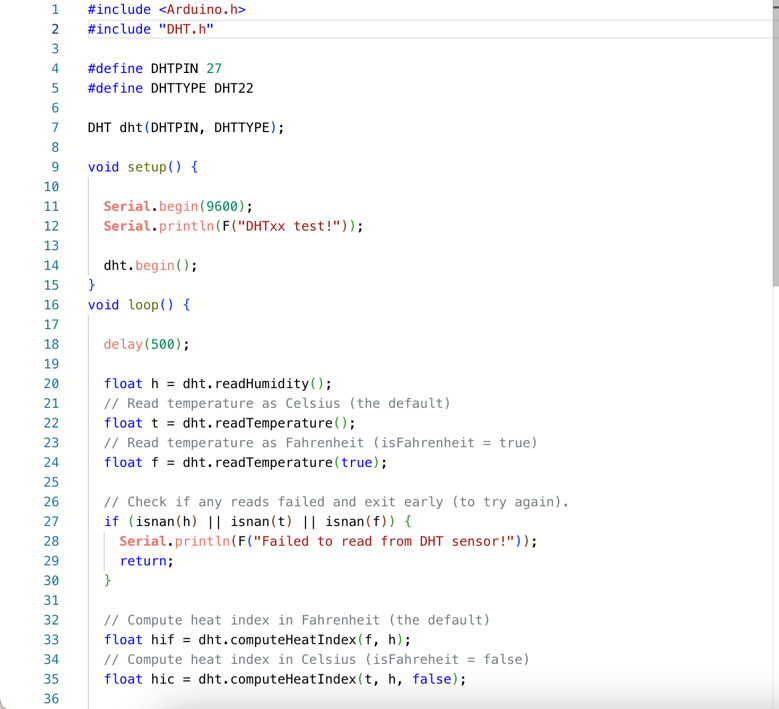 1 #include <Arduino.h>
2 #include "DHT.h"
3
4 #define DHTPIN 27
5 #define DHTTYPE DHT22
6
7 DHT dht(DHTPIN, DHTTYPE);
8
9 void setup() {
10
11 Serial.begin(9600);
12 Serial.println(F("DHTxx test!"));
13
14 dht.begin();
15 }
16 void loop() {
17
18 delay(500);
19
20 float h = dht.readHumidity();
21 // Read temperature as Celsius (the default)
22 float t = dht.readTemperature();
23 // Read temperature as Fahrenheit (isFahrenheit = true)
24 float f = dht.readTemperature(true);
25
26 // Check if any reads failed and exit early (to try again).
27 if (isnan(h) || isnan(t) || isnan(f)) {
28 Serial.println(F("Failed to read from DHT sensor!"));
29 return;
30 }
31
32 // Compute heat index in Fahrenheit (the default)
33 float hif = dht.computeHeatIndex(f, h);
34 // Compute heat index in Celsius (isFahreheit = false)
35 float hic = dht.computeHeatIndex(t, h, false);
36